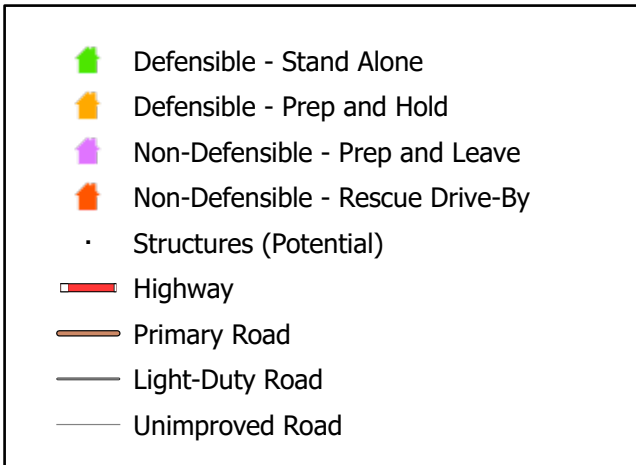 Defensible - Stand Alone
Defensible - Prep and Hold
Non-Defensible - Prep and Leave
Non-Defensible - Rescue Drive-By
Structures (Potential)
Highway
Primary Road
Light-Duty Road
Unimproved Road